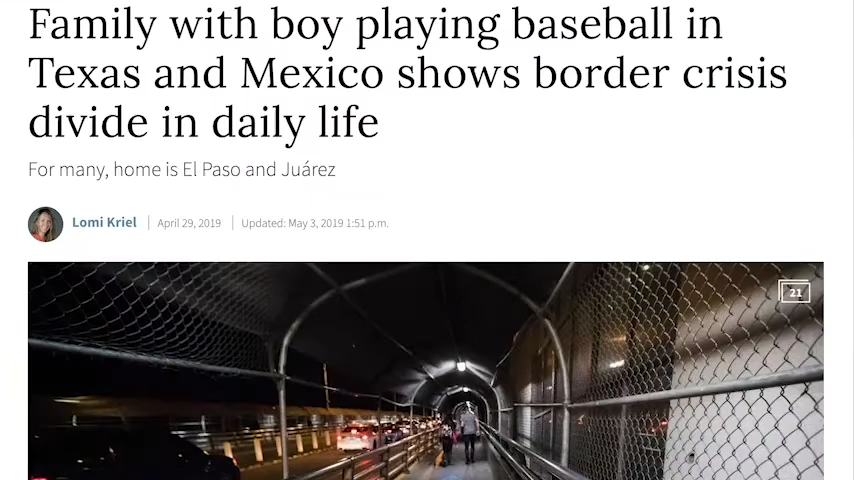 Family with boy playing baseball in
Texas and Mexico shows border crisis
divide in daily life
For many, home is El Paso and Juárez
Lomi Kriel | April 29, 2019 | Updated: May 3, 2019 1:51 p.m.
21